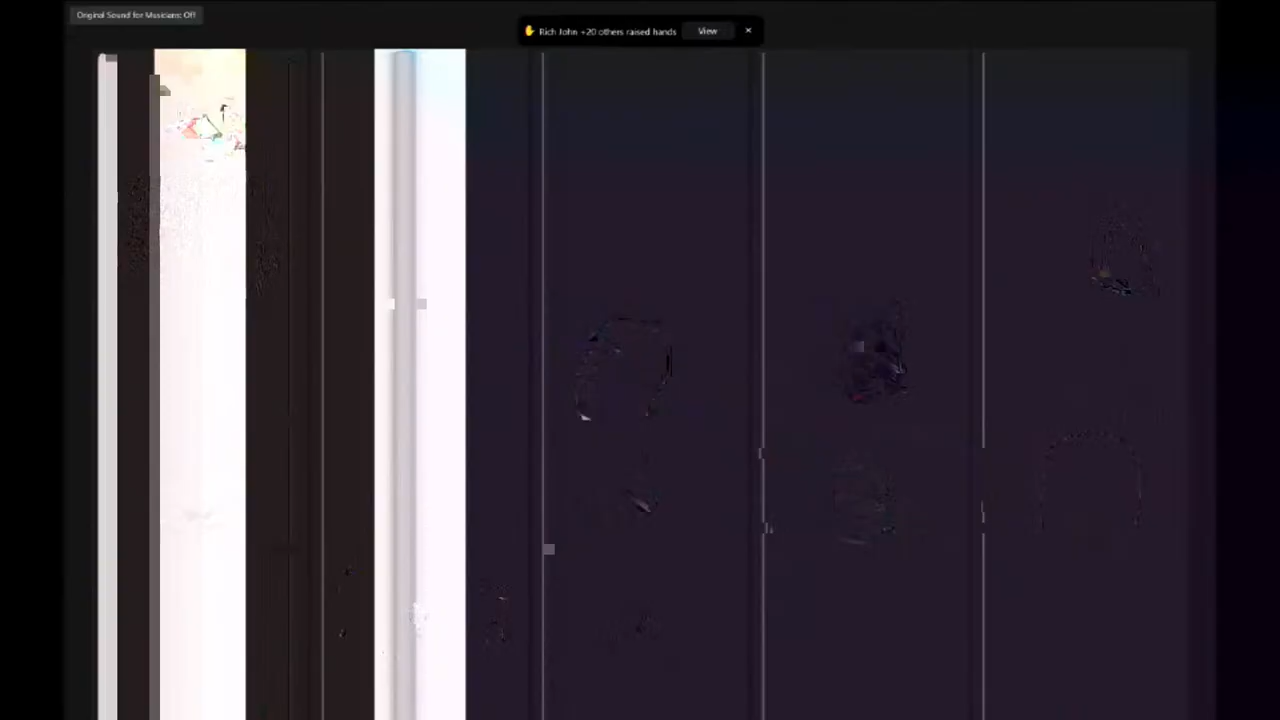 Original Sound for Musicians: Off
Rich John +20 others raised hands View